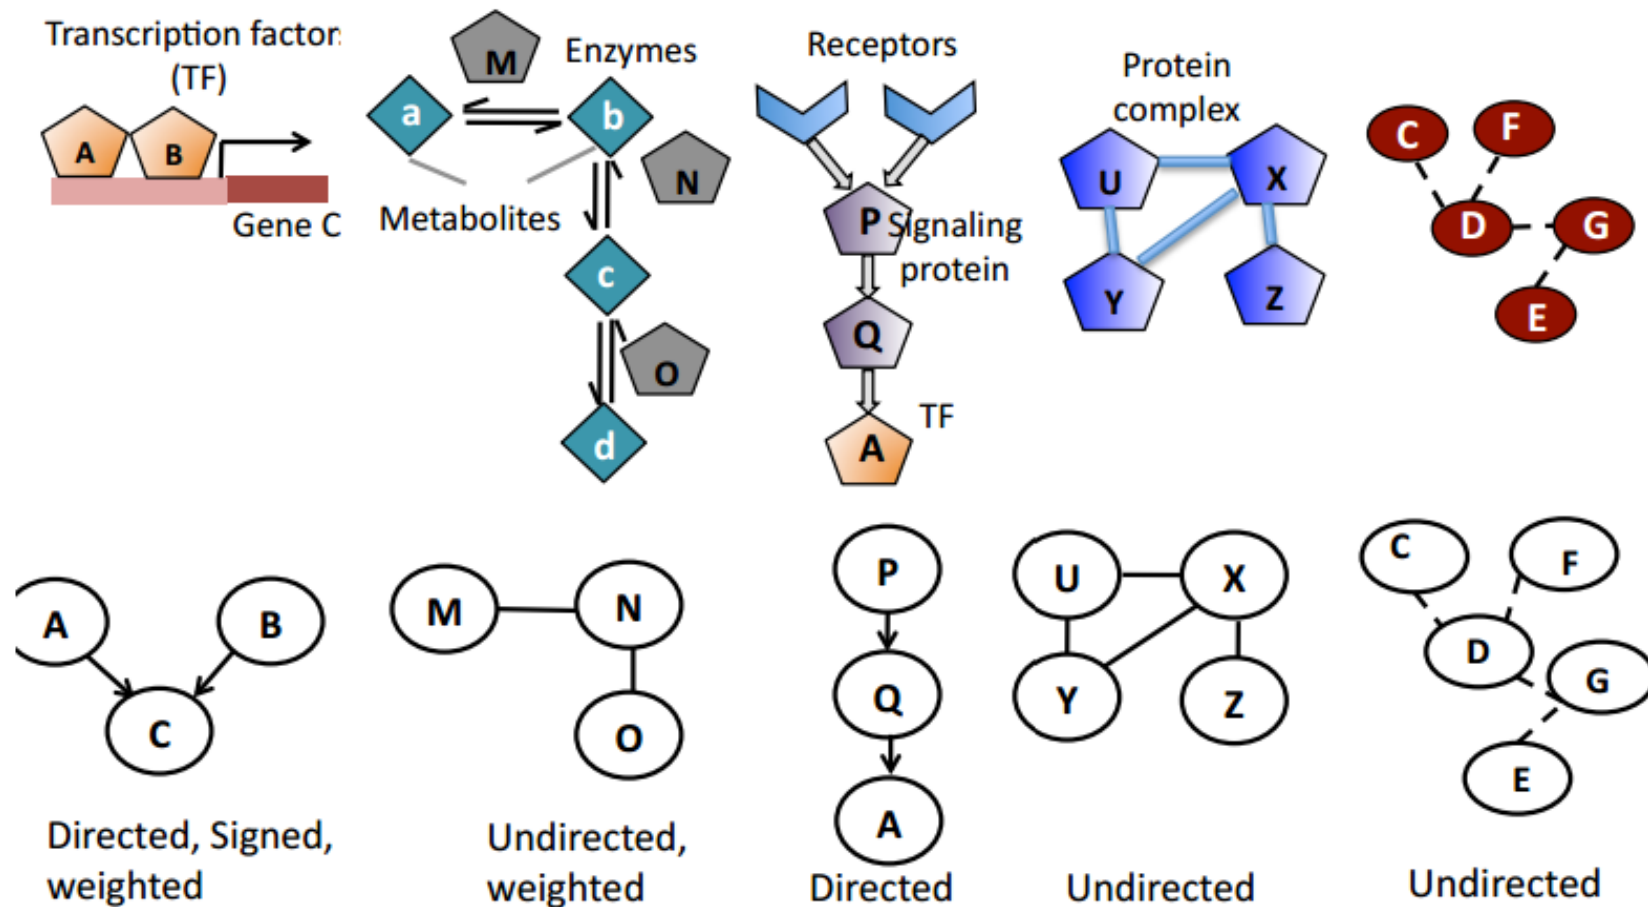 Transcription factor
(TF)
A
B
Gene C
M
Enzymes
a
b
N
Metabolites
c
O
d
Receptors
P
Signaling
protein
Q
TF
A
Protein
complex
U
X
Y
Z
C
F
D
G
E
A
B
C
Directed, Signed,
weighted
M
N
O
Undirected,
weighted
P
Q
A
Directed
U
X
Y
Z
Undirected
C
F
D
G
E
Undirected